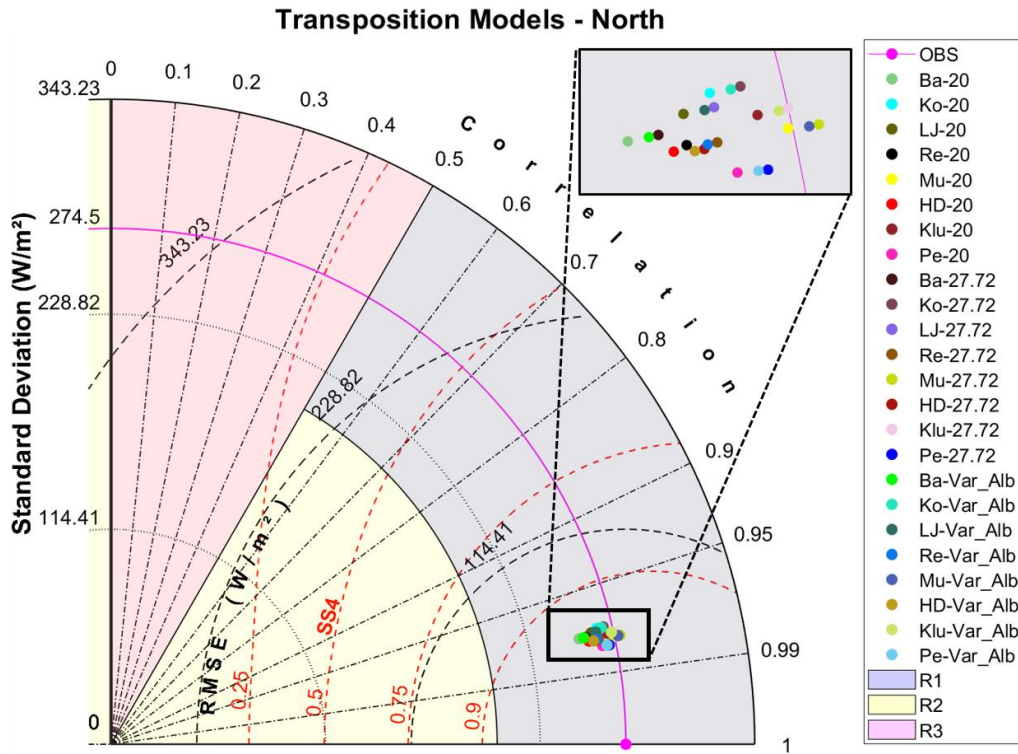 Transposition Models - North
Standard Deviation (W/m²)
343.23
274.5
228.82
114.41
0
0
0.1
0.2
0.3
0.4
0.5
0.6
0.7
0.8
0.9
0.95
0.99
1
Correlation
343.23
228.82
114.41
RMSE (W/m²)
SS4
0.25
0.5
0.75
0.9
OBS
Ba-20
Ko-20
LJ-20
Re-20
Mu-20
HD-20
Klu-20
Pe-20
Ba-27.72
Ko-27.72
LJ-27.72
Re-27.72
Mu-27.72
HD-27.72
Klu-27.72
Pe-27.72
Ba-Var_Alb
Ko-Var_Alb
LJ-Var_Alb
Re-Var_Alb
Mu-Var_Alb
HD-Var_Alb
Klu-Var_Alb
Pe-Var_Alb
R1
R2
R3